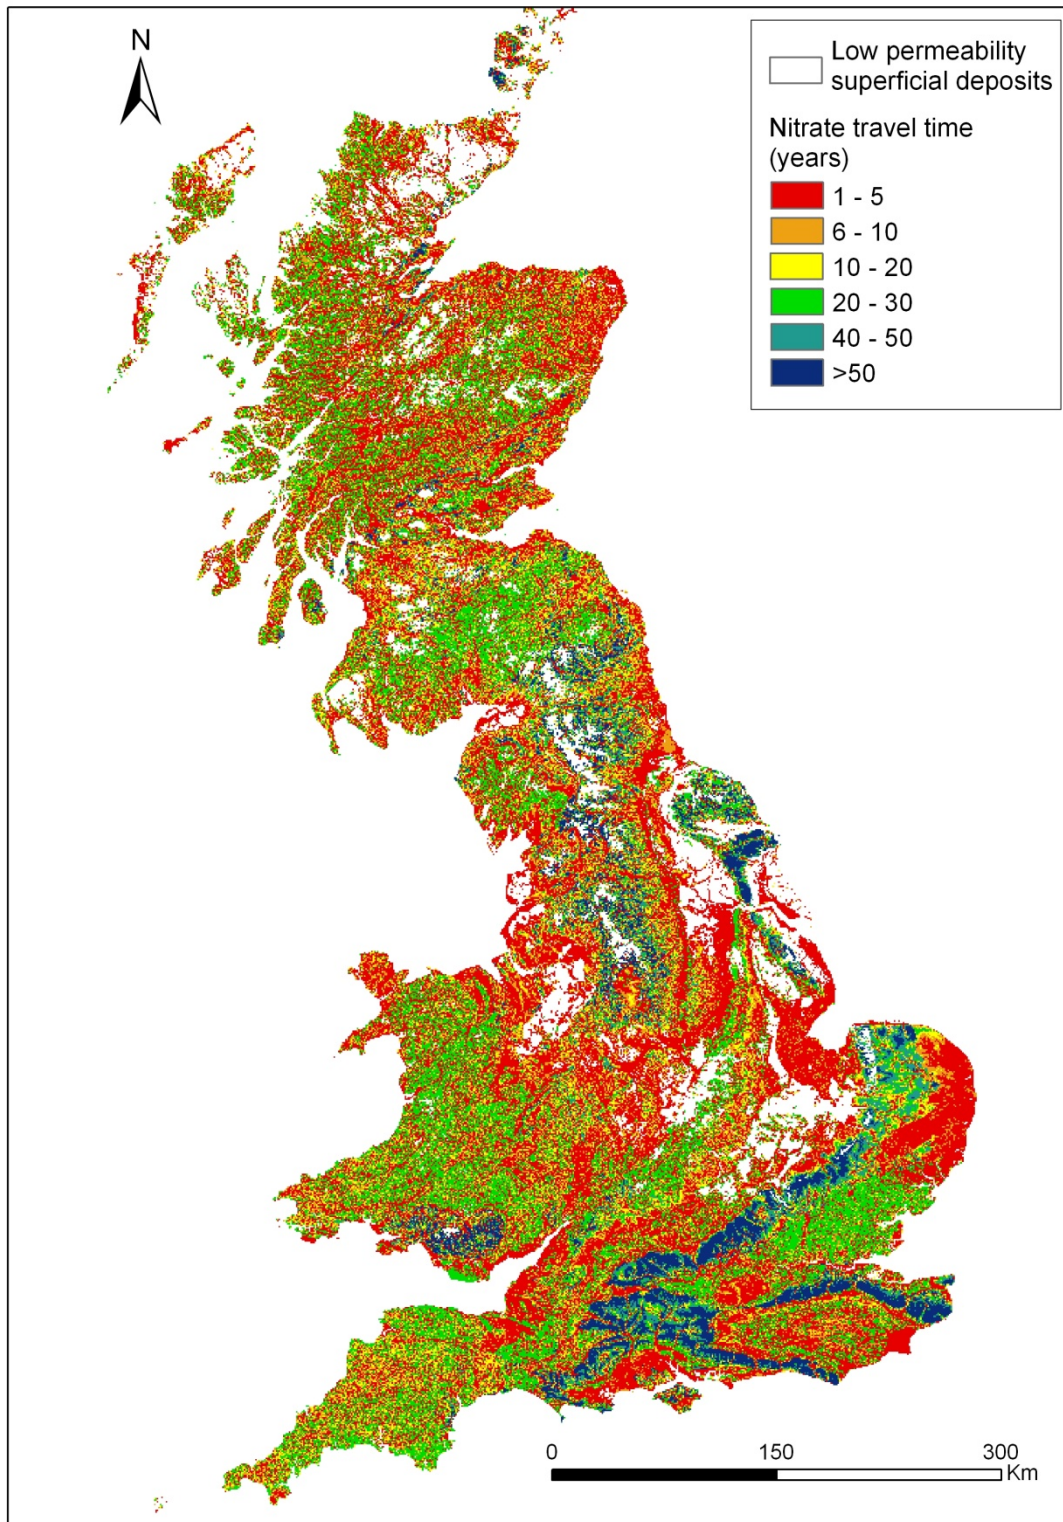 N
Low permeability
superficial deposits
Nitrate travel time
(years)
1 - 5
6 - 10
10 - 20
20 - 30
40 - 50
>50
0 150 300
Km